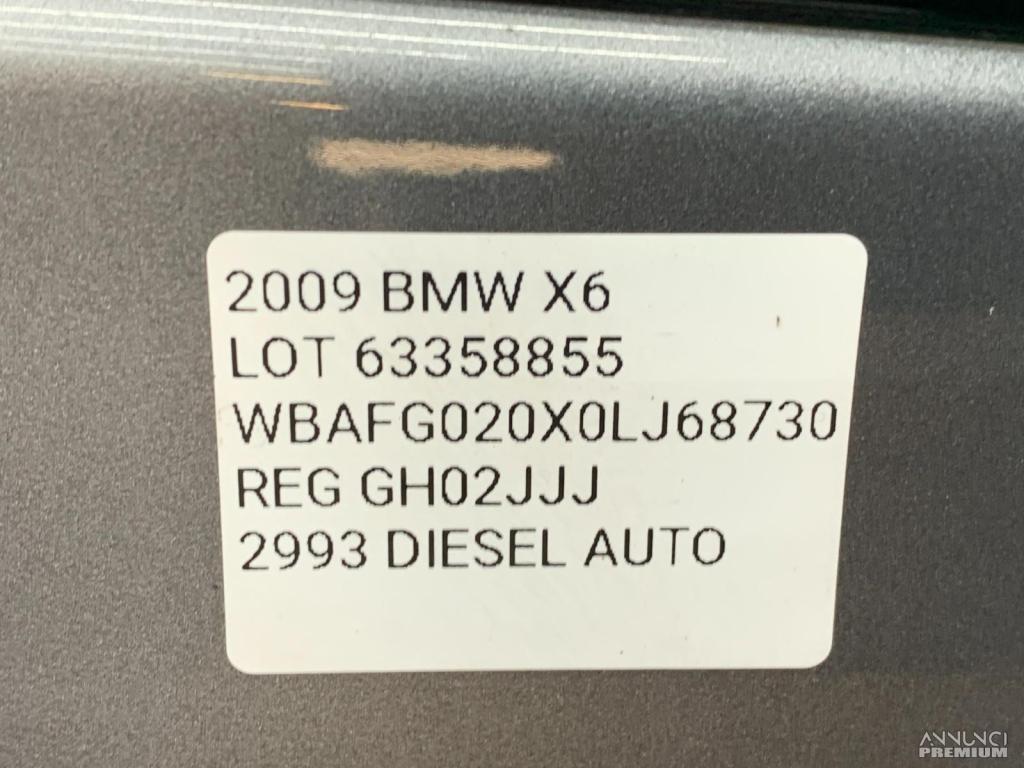 2009 BMW X6
LOT 63358855
WBAFG020X0LJ68730
REG GH02JJJ
2993 DIESEL AUTO
ANNUNCI
PREMIUM